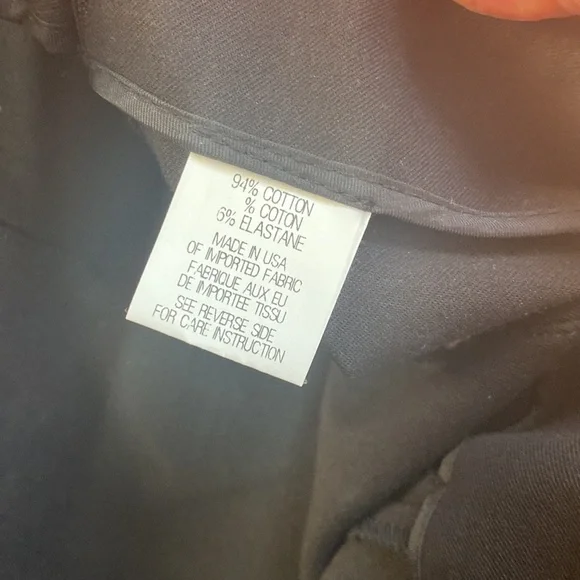 94% COTTON
% COTON
6% ELASTANE
MADE IN USA
OF IMPORTED FABRIC
FABRIQUE AUX EU
DE IMPORTEE TISSU
SEE REVERSE SIDE
FOR CARE INSTRUCTION